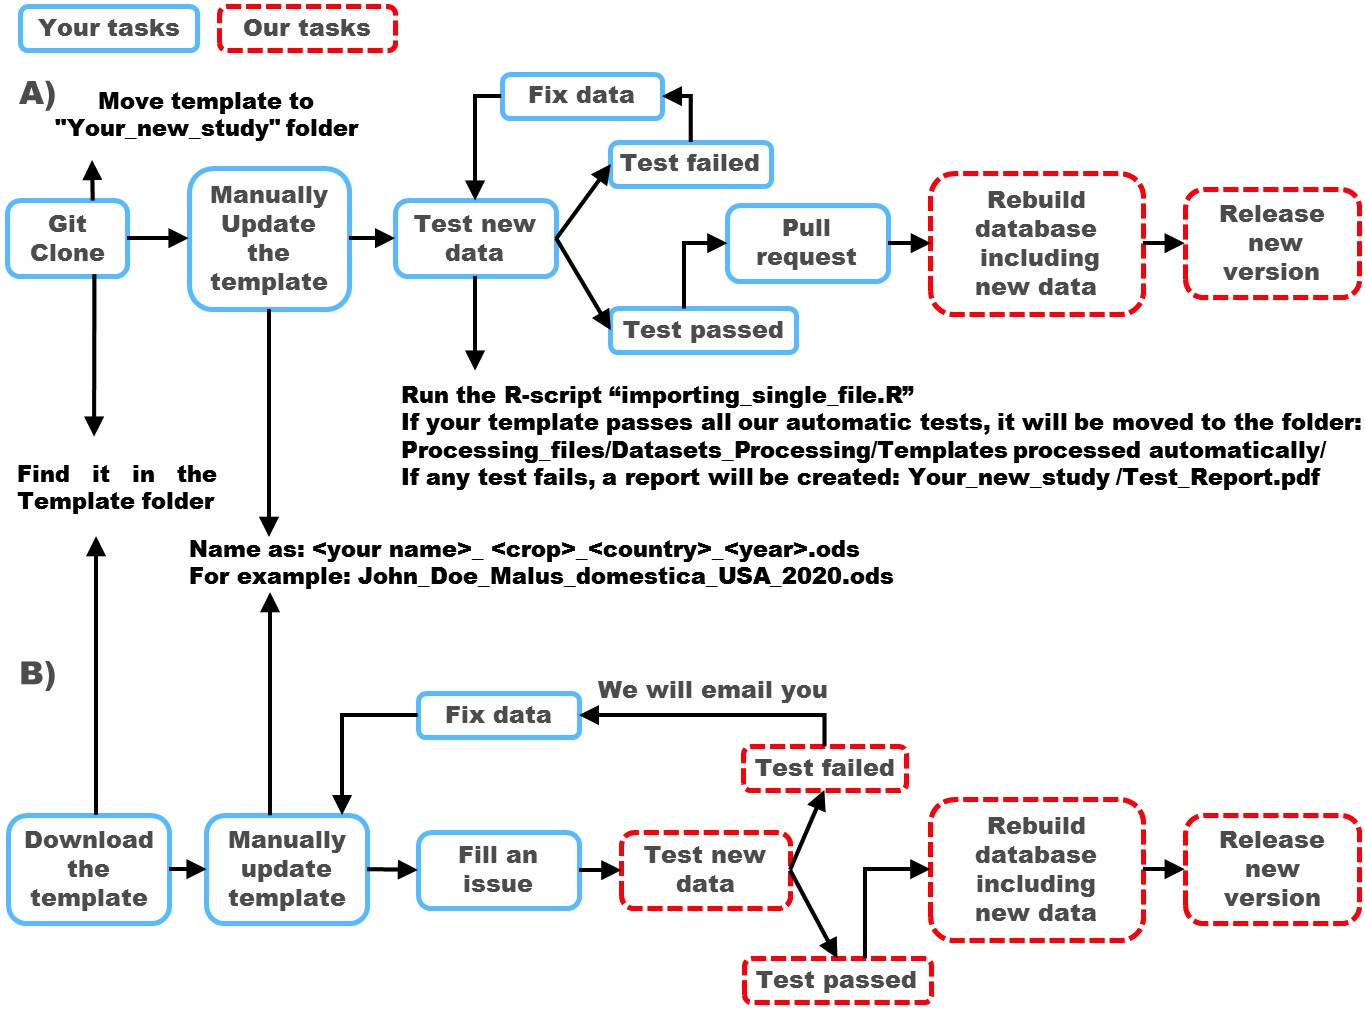 Your tasks
Our tasks
A)
Move template to
"Your_new_study" folder
Git
Clone
Find it in the
Template folder
Manually
Update
the
template
Test new
data
Fix data
Test failed
Test passed
Pull
request
Rebuild
database
including
new data
Release
new
version
Run the R-script “importing_single_file.R”
If your template passes all our automatic tests, it will be moved to the folder:
Processing_files/Datasets_Processing/Templates processed automatically/
If any test fails, a report will be created: Your_new_study /Test_Report.pdf
Name as: <your name>_ <crop>_<country>_<year>.ods
For example: John_Doe_Malus_domestica_USA_2020.ods
B)
Download
the
template
Manually
update
template
Fix data
We will email you
Fill an
issue
Test new
data
Test failed
Test passed
Rebuild
database
including
new data
Release
new
version